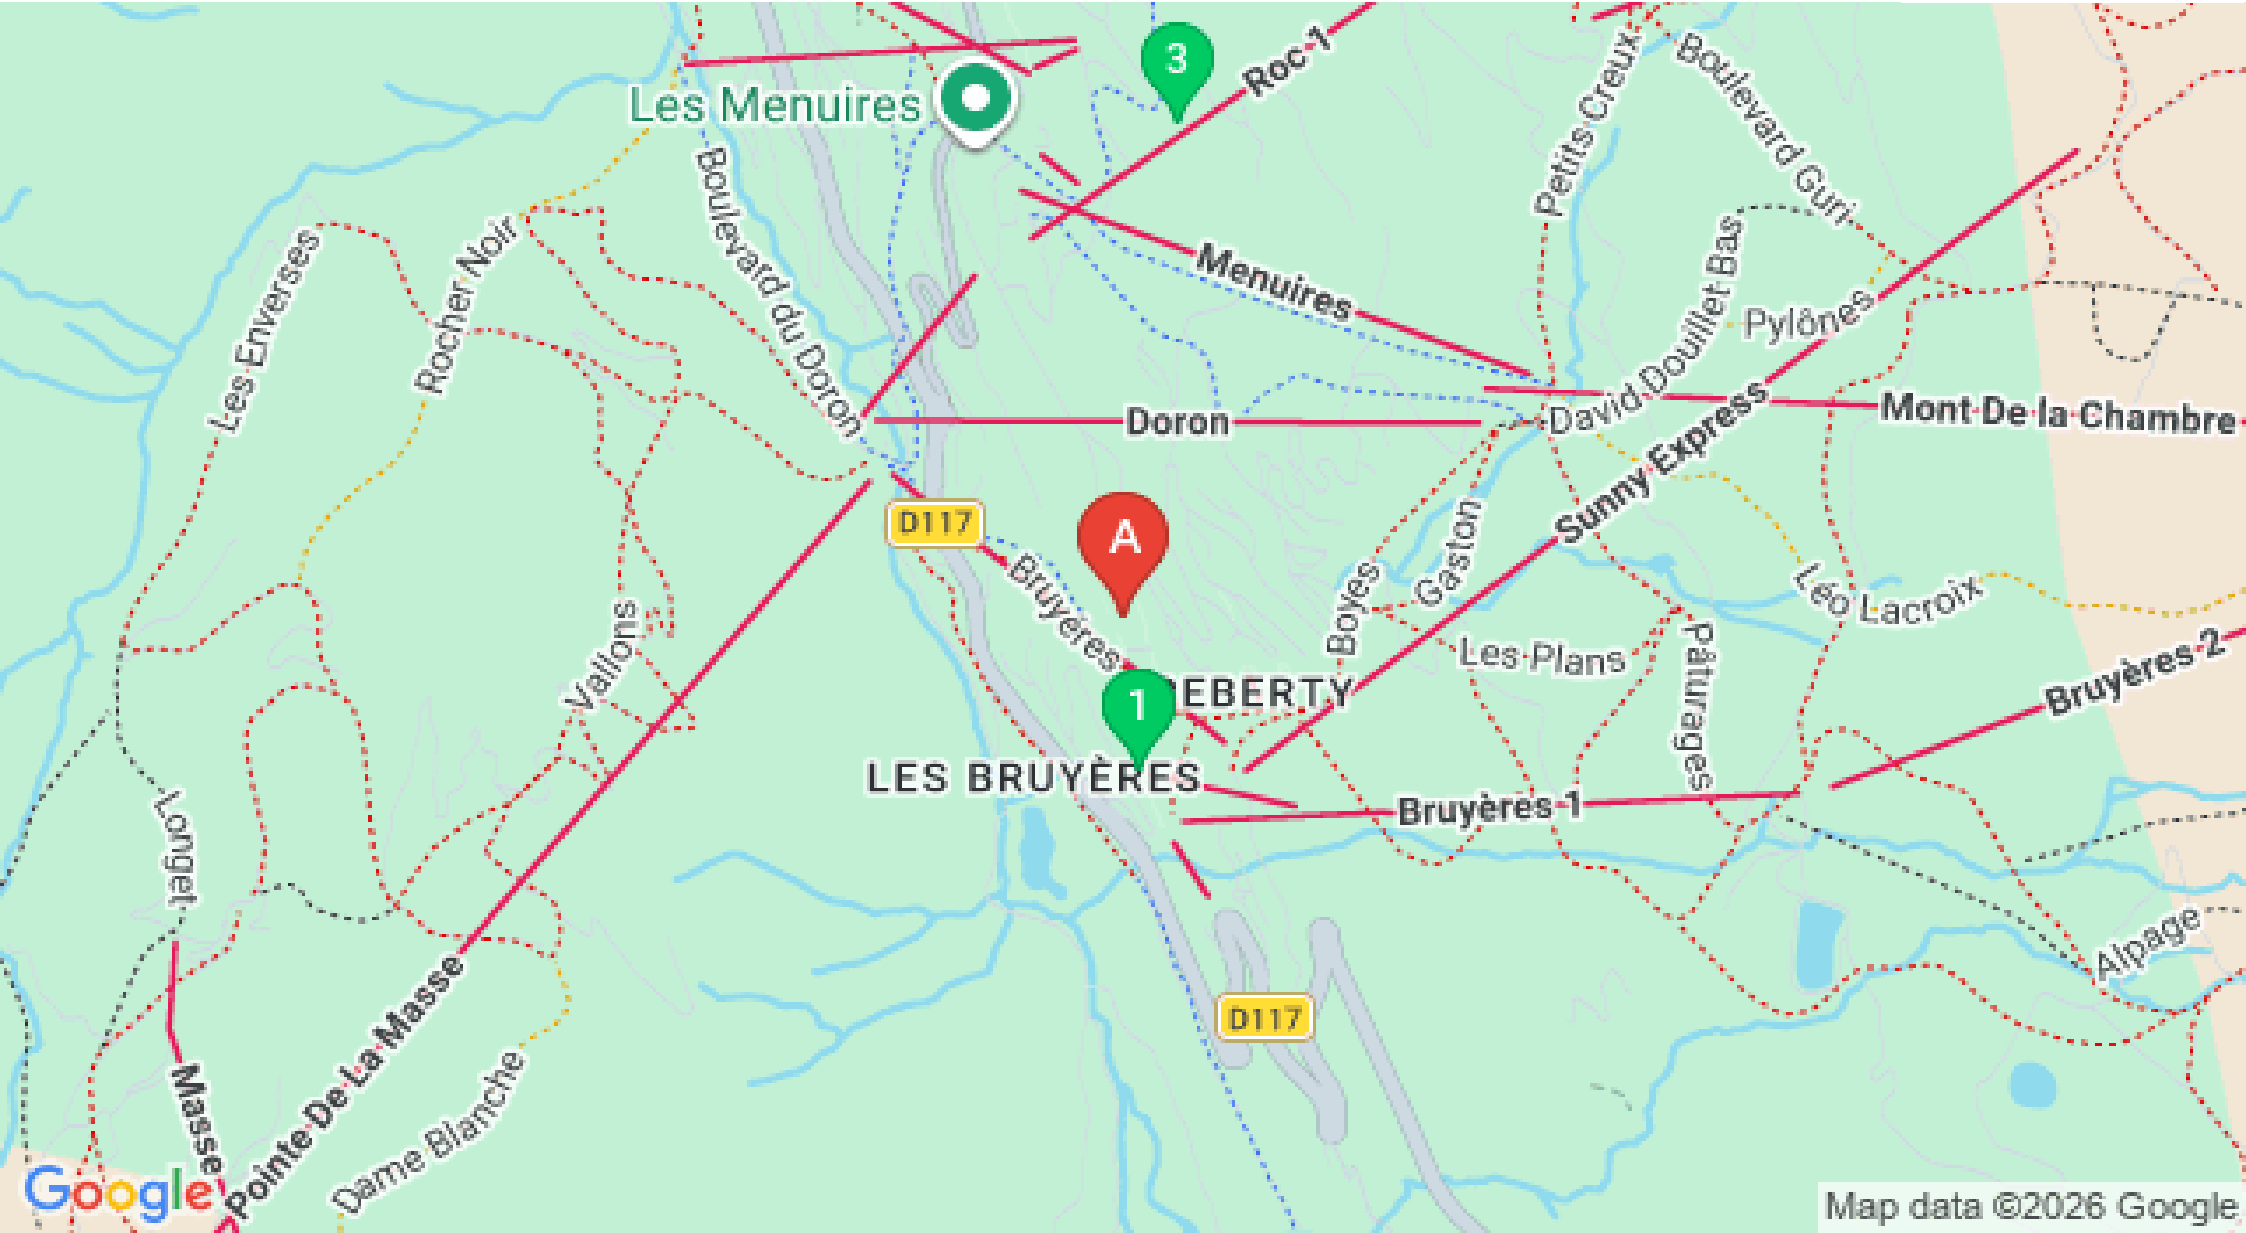 3
Roc 1
Les Menuires
Petits Creux
Boulevard Guri
Boulevard du Doron
Les Enverses
Rocher Noir
Menuires
David Douillet Bas
Pylônes
Doron
Mont De la Chambre
Sunny Express
D117
A
Bruyéres
Boyes
Gaston
Léo Lacroix
Les Plans
Pâturages
Vallons
1
EBERTY
LES BRUYÈRES
Bruyères 1
Bruyères 2
Longet
Alpage
D117
Masse
Pointe De La Masse
Dame Blanche
Google
Map data ©2026 Google